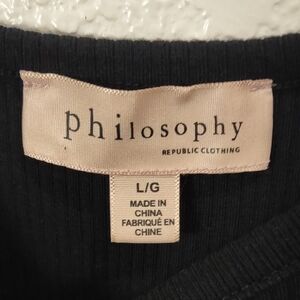 philosophy
REPUBLIC CLOTHING
L/G
MADE IN
CHINA
FABRIQUÉ EN
CHINE